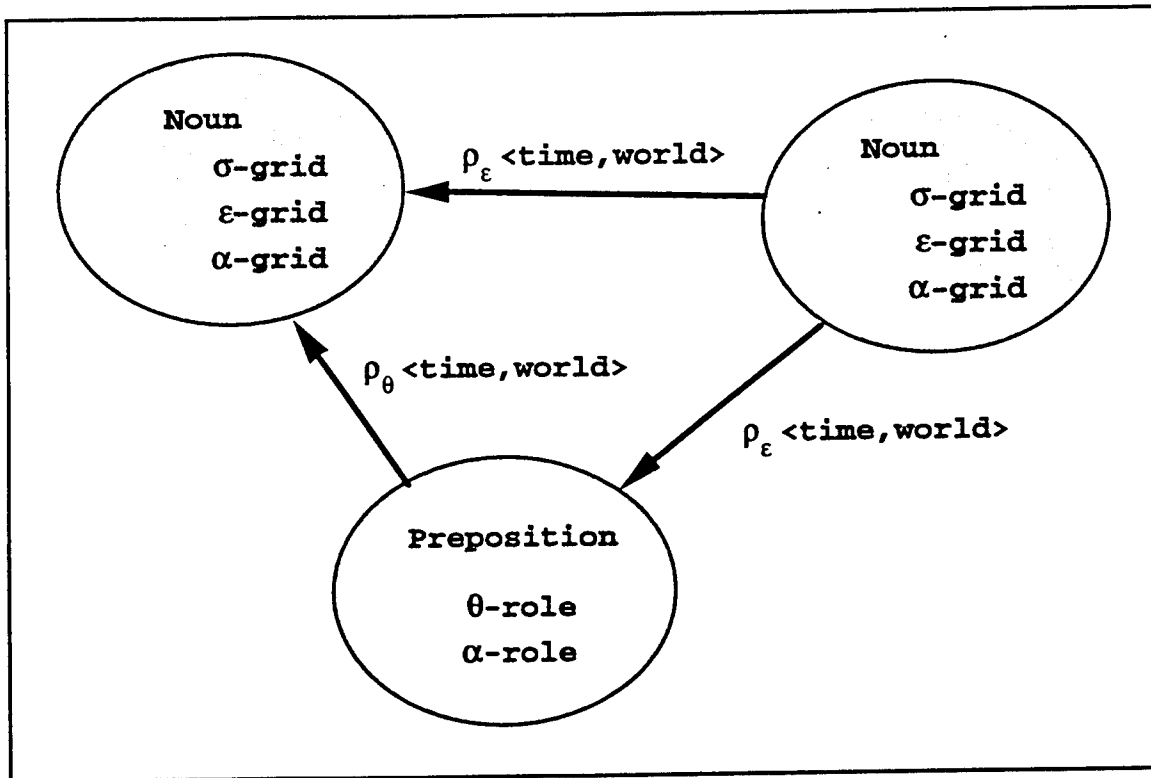 Noun
σ-grid
ε-grid
α-grid
ρε <time,world>
Noun
σ-grid
ε-grid
α-grid
ρθ <time,world>
ρε <time,world>
Preposition
θ-role
α-role